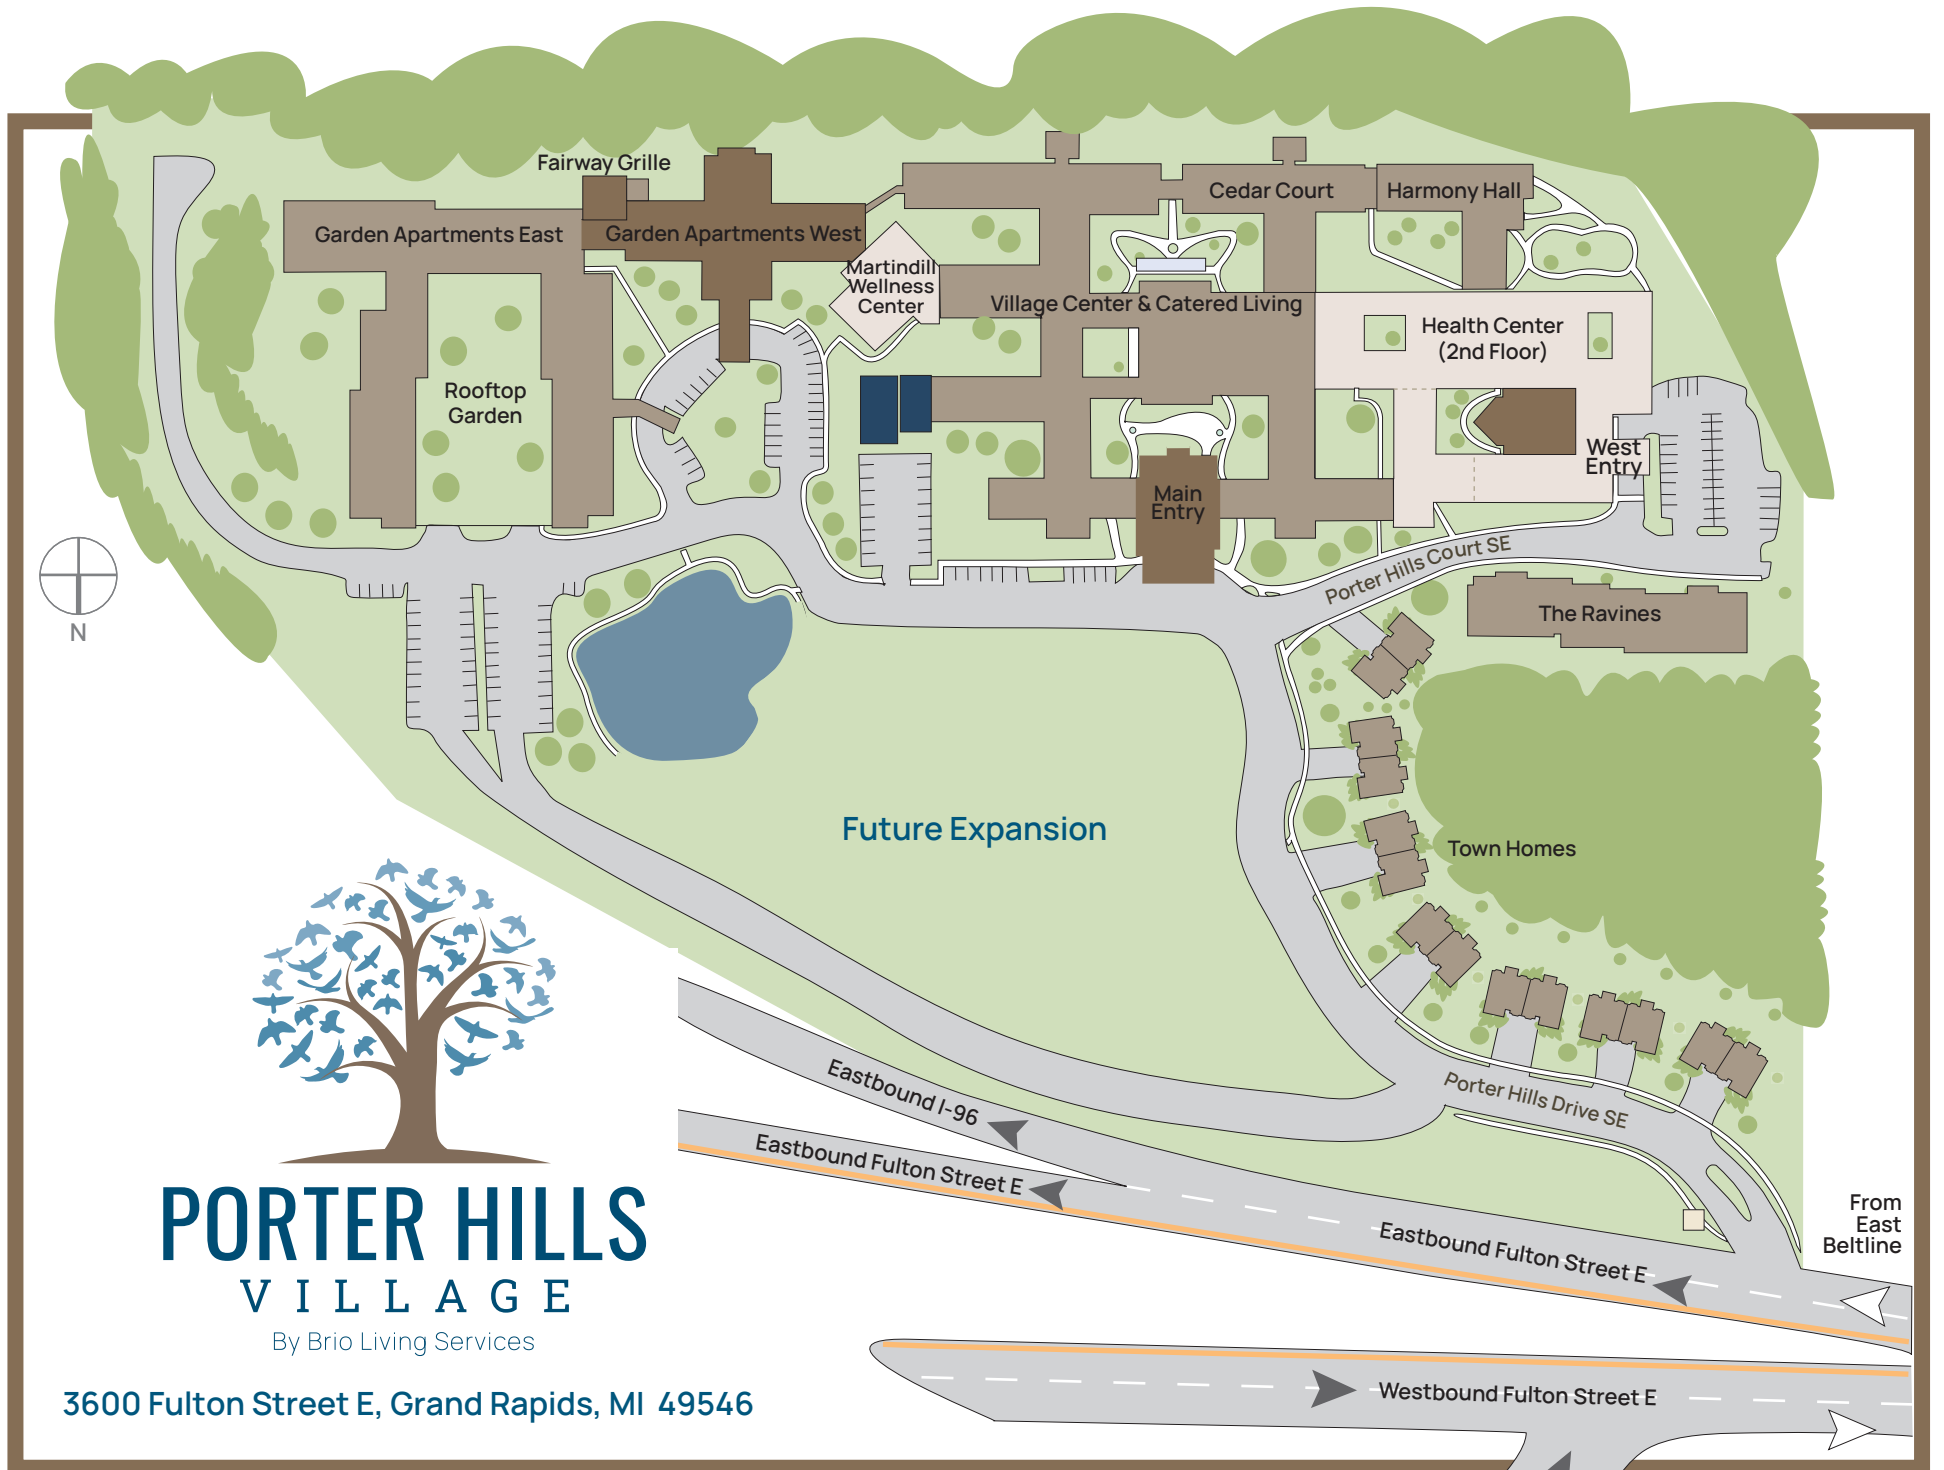 Fairway Grille
Garden Apartments East
Garden Apartments West
Cedar Court
Harmony Hall
Martindill
Wellness
Center
Village Center & Catered Living
Health Center
(2nd Floor)
Rooftop
Garden
West
Entry
Main
Entry
Porter Hills Court SE
The Ravines
N
Future Expansion
Town Homes
Porter Hills Drive SE
Eastbound I-96
Eastbound Fulton Street E
Eastbound Fulton Street E
From
East
Beltline
Westbound Fulton Street E
PORTER HILLS
VILLAGE
By Brio Living Services
3600 Fulton Street E, Grand Rapids, MI 49546